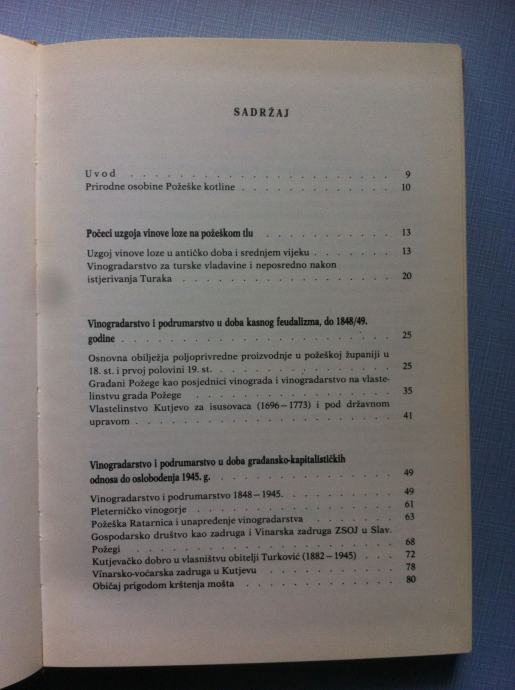 SADRŽAJ
Uvod . . . . . . . . . . . . . . . . . . 9
Prirodne osobine Požeške kotline . . . . . . . . . . . . 10
Počeci uzgoja vinove loze na požeškom tlu . . . . . . . . . . 13
Uzgoj vinove loze u antičko doba i srednjem vijeku . . . . . . . 13
Vinogradarstvo za turske vladavine i neposredno nakon
istjerivanja Turaka . . . . . . . . . . . . . . . 20
Vinogradarstvo i podrumarstvo u doba kasnog feudalizma, do 1848/49.
godine . . . . . . . . . . . . . . . . . . 25
Osnovna obilježja poljoprivredne proizvodnje u požeškoj županiji u
18. st. i prvoj polovini 19. st. . . . . . . . . . . . . 25
Građani Požege kao posjednici vinograda i vinogradarstvo na vlaste-
linstvu grada Požege . . . . . . . . . . . . . . 35
Vlastelinstvo Kutjevo za isusovaca (1696–1773) i pod državnom
upravom . . . . . . . . . . . . . . . . . 41
Vinogradarstvo i podrumarstvo u doba građansko-kapitalističkih
odnosa do oslobođenja 1945. g. . . . . . . . . . . . . 49
Vinogradarstvo i podrumarstvo 1848–1945. . . . . . . . . . 49
Pleterničko vinogorje . . . . . . . . . . . . . . 61
Požeška Ratarnica i unapređenje vinogradarstva . . . . . . . 63
Gospodarsko društvo kao zadruga i Vinarska zadruga ZSOJ u Slav.
Požegi . . . . . . . . . . . . . . . . . . 68
Kutjevačko dobro u vlasništvu obitelji Turković (1882–1945) . . . . 72
Vinarsko-voćarska zadruga u Kutjevu . . . . . . . . . . 78
Običaj prigodom krštenja mošta . . . . . . . . . . . . 80